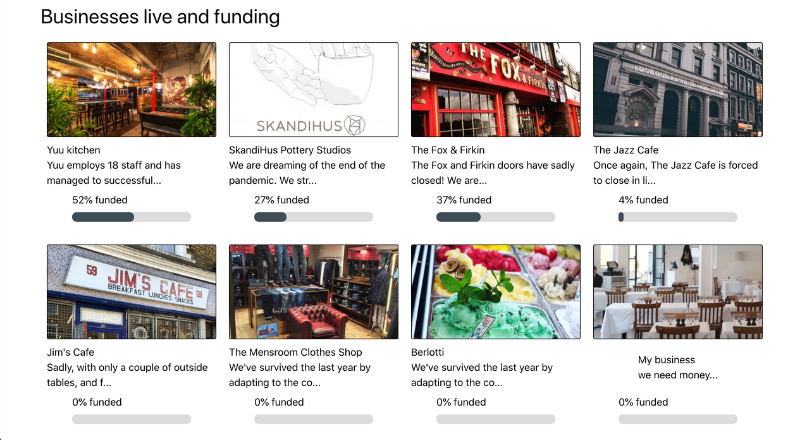 Businesses live and funding
SKANDIHUS
THE FOX & FIRKIN
Yuu kitchen
Yuu employs 18 staff and has
managed to successful...
52% funded
SkandiHus Pottery Studios
We are dreaming of the end of the
pandemic. We str...
27% funded
The Fox & Firkin
The Fox and Firkin doors have sadly
closed! We are...
37% funded
The Jazz Cafe
Once again, The Jazz Cafe is forced
to close in li...
4% funded
59 JIM'S CAFE 59
BREAKFAST LUNCHES SNACKS
Jim's Cafe
Sadly, with only a couple of outside
tables, and f...
0% funded
The Mensroom Clothes Shop
We've survived the last year by
adapting to the co...
0% funded
Berlotti
We've survived the last year by
adapting to the co...
0% funded
My business
we need money...
0% funded